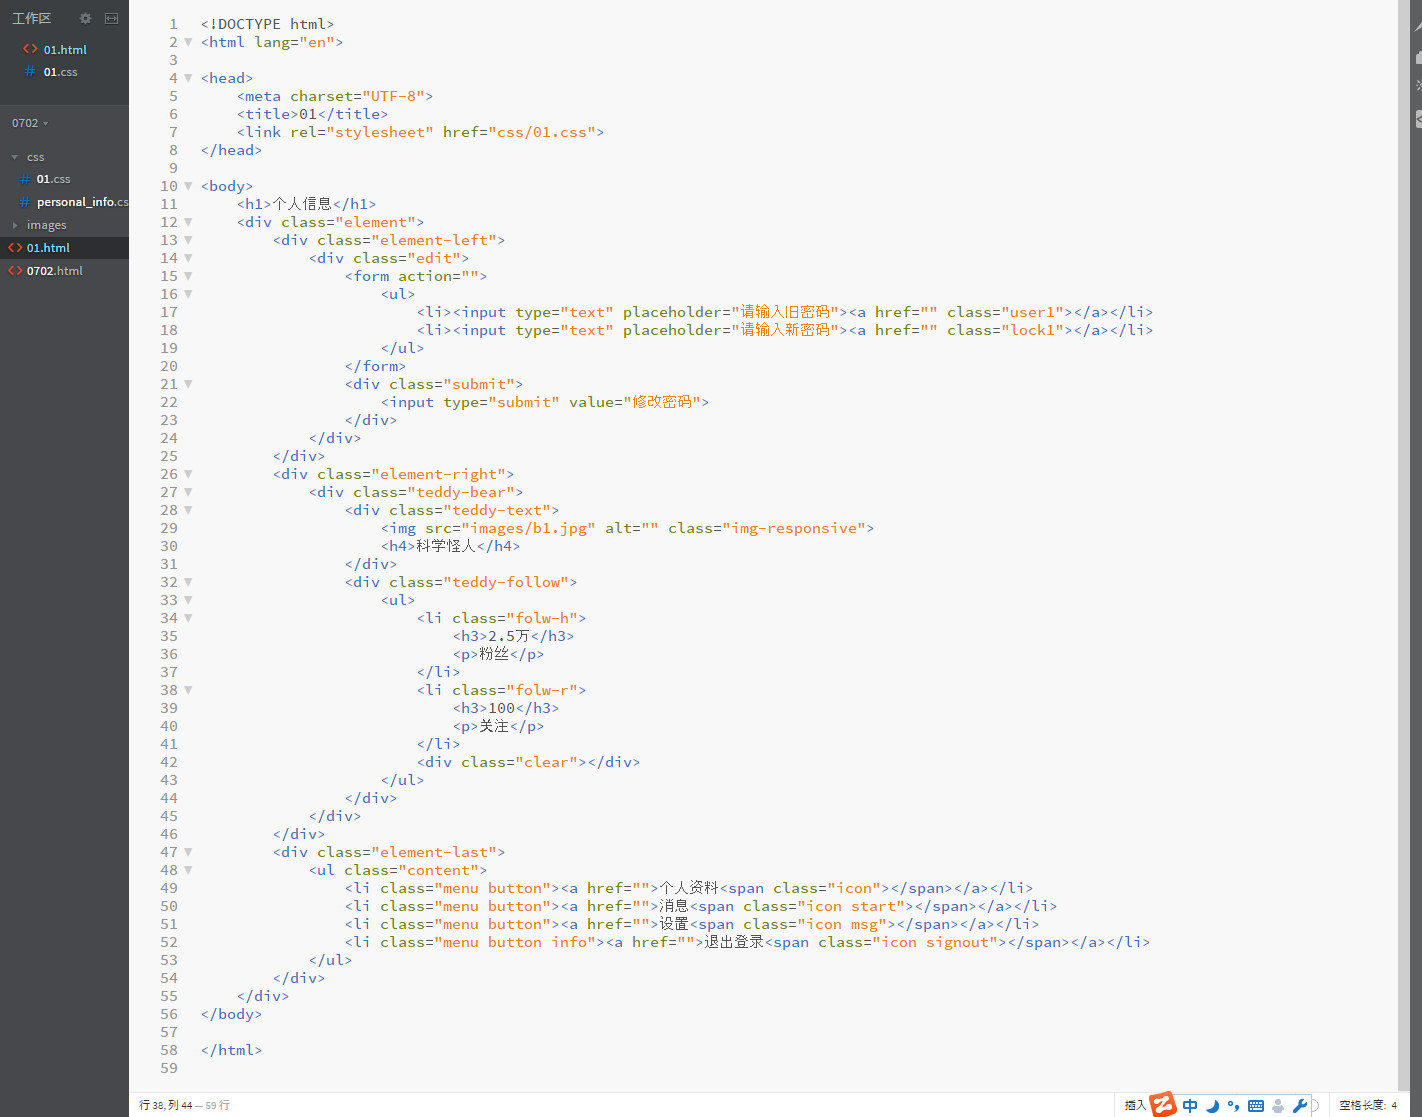 工作区
01.html
01.css
0702
css
01.css
personal_info.cs
images
01.html
0702.html
1 <!DOCTYPE html>
2 <html lang="en">
3
4 <head>
5     <meta charset="UTF-8">
6     <title>01</title>
7     <link rel="stylesheet" href="css/01.css">
8 </head>
9
10 <body>
11     <h1>个人信息</h1>
12     <div class="element">
13         <div class="element-left">
14             <div class="edit">
15                 <form action="">
16                     <ul>
17                         <li><input type="text" placeholder="请输入旧密码"><a href="" class="user1"></a></li>
18                         <li><input type="text" placeholder="请输入新密码"><a href="" class="lock1"></a></li>
19                     </ul>
20                 </form>
21                 <div class="submit">
22                     <input type="submit" value="修改密码">
23                 </div>
24             </div>
25         </div>
26         <div class="element-right">
27             <div class="teddy-bear">
28                 <div class="teddy-text">
29                     <img src="images/b1.jpg" alt="" class="img-responsive">
30                     <h4>科学怪人</h4>
31                 </div>
32                 <div class="teddy-follow">
33                     <ul>
34                         <li class="folw-h">
35                             <h3>2.5万</h3>
36                             <p>粉丝</p>
37                         </li>
38                         <li class="folw-r">
39                             <h3>100</h3>
40                             <p>关注</p>
41                         </li>
42                         <div class="clear"></div>
43                     </ul>
44                 </div>
45             </div>
46         </div>
47         <div class="element-last">
48             <ul class="content">
49                 <li class="menu button"><a href="">个人资料<span class="icon"></span></a></li>
50                 <li class="menu button"><a href="">消息<span class="icon start"></span></a></li>
51                 <li class="menu button"><a href="">设置<span class="icon msg"></span></a></li>
52                 <li class="menu button info"><a href="">退出登录<span class="icon signout"></span></a></li>
53             </ul>
54         </div>
55     </div>
56 </body>
57
58 </html>
59
行 38, 列 44 — 59 行
插入 中 空格长度: 4